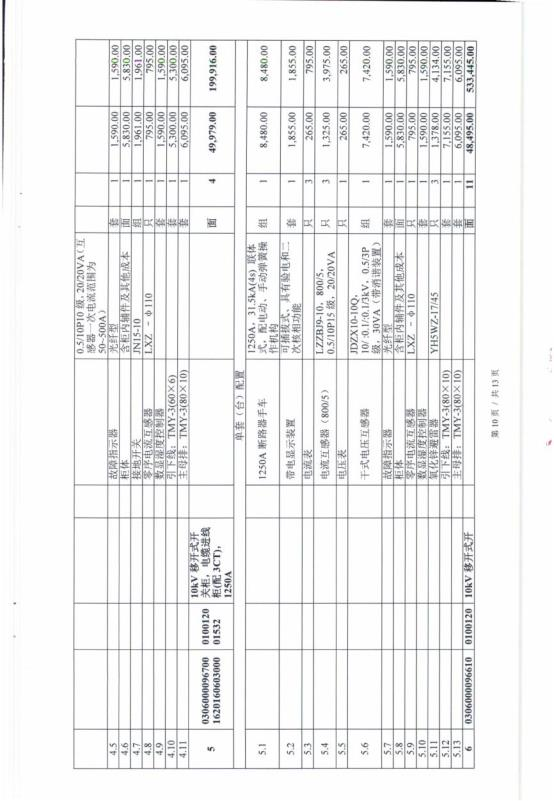 0.5/10P10 级, 20/20VA (互
感器一次电流范围为
50~500A)
4.5 故障指示器 光纤型 套 1 1,590.00 1,590.00
4.6 柜体 含柜内辅件及其他成本 面 1 5,830.00 5,830.00
4.7 接地开关 JN15-10 组 1 1,961.00 1,961.00
4.8 零序电流互感器 LXZ -φ110 只 1 795.00 795.00
4.9 数显湿度控制器 套 1 1,590.00 1,590.00
4.10 引下线: TMY-3(60×6) 套 1 5,300.00 5,300.00
4.11 主母排: TMY-3(80×10) 套 1 6,095.00 6,095.00
5 0306000096700 0100120 10kV 移开式开 面 4 49,979.00 199,916.00
1620160603000 01532 关柜, 电缆进线
柜(配 3CT),
1250A
单套（台）配置
5.1 1250A 断路器手车 1250A, 31.5kA(4s) 联体 组 1 8,480.00 8,480.00
式, 配电动、手动弹簧操
作机构
5.2 带电显示装置 可插拔式, 具有验电和二 套 1 1,855.00 1,855.00
次核相功能
5.3 电流表 只 3 265.00 795.00
5.4 电流互感器（800/5） LZZBJ9-10, 800/5, 只 3 1,325.00 3,975.00
0.5/10P15 级, 20/20VA
5.5 电压表 只 1 265.00 265.00
5.6 干式电压互感器 JDZX10-10Q, 组 1 7,420.00 7,420.00
10/:0.1/:0.1/3kV, 0.5/3P
级, 30VA（带消谐装置）
5.7 故障指示器 光纤型 套 1 1,590.00 1,590.00
5.8 柜体 含柜内辅件及其他成本 面 1 5,830.00 5,830.00
5.9 零序电流互感器 LXZ -φ110 只 1 795.00 795.00
5.10 数显湿度控制器 套 1 1,590.00 1,590.00
5.11 氧化锌避雷器 YH5WZ-17/45 只 3 1,378.00 4,134.00
5.12 引下线: TMY-3(80×10) 套 1 7,155.00 7,155.00
5.13 主母排: TMY-3(80×10) 套 1 6,095.00 6,095.00
6 0306000096610 0100120 10kV 移开式开 面 11 48,495.00 533,445.00
第 10 页 / 共 13 页